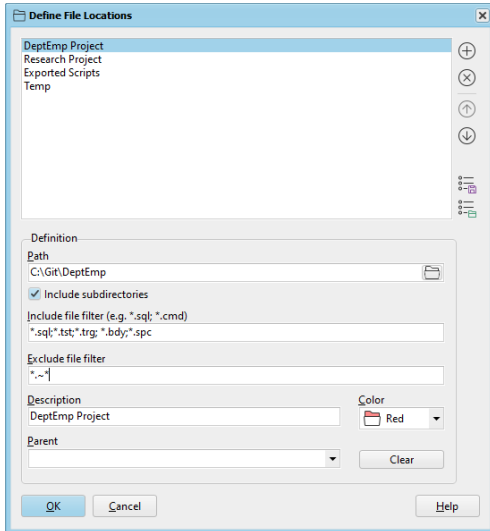 Define File Locations
DeptEmp Project
Research Project
Exported Scripts
Temp
Definition
Path
C:\Git\DeptEmp
Include subdirectories
Include file filter (e.g. *.sql; *.cmd)
*.sql;*.tst;*.trg; *.bdy;*.spc
Exclude file filter
*.~*
Description
Color
DeptEmp Project
Red
Parent
Clear
OK
Cancel
Help